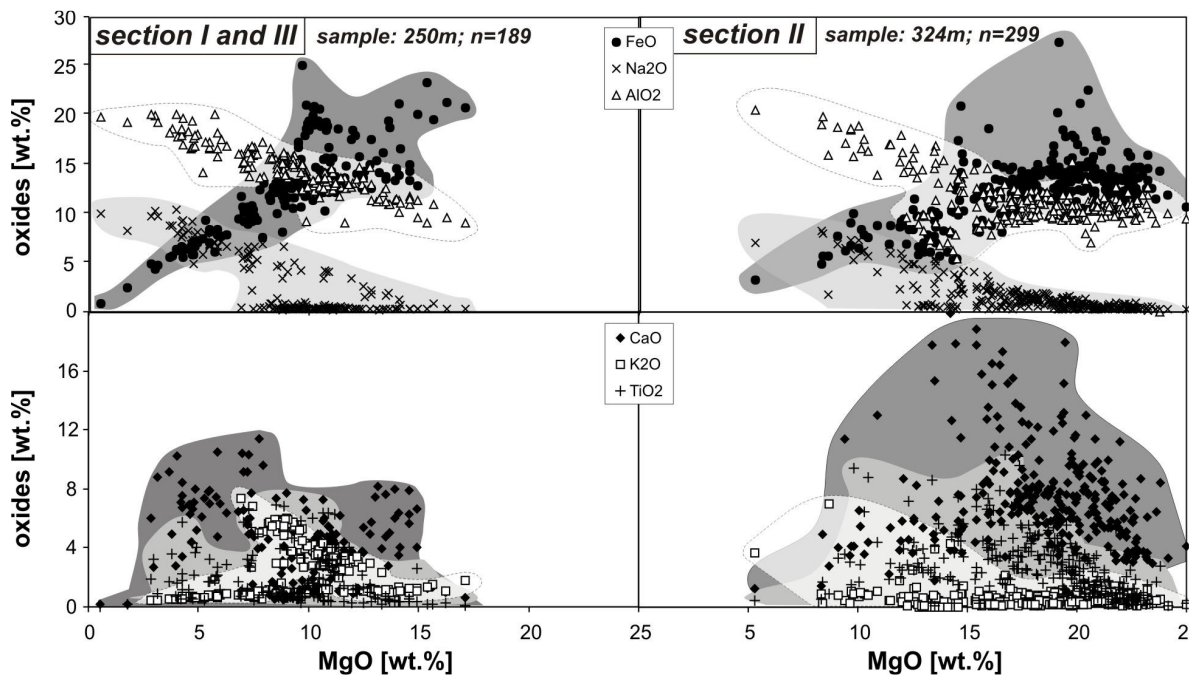 section I and III sample: 250m; n=189
section II sample: 324m; n=299
FeO
Na2O
AlO2
30
25
20
15
10
5
0
oxides [wt.%]
CaO
K2O
TiO2
16
12
8
4
0
oxides [wt.%]
0 5 10 15 20 25 5 10 15 20 2
MgO [wt.%] MgO [wt.%]